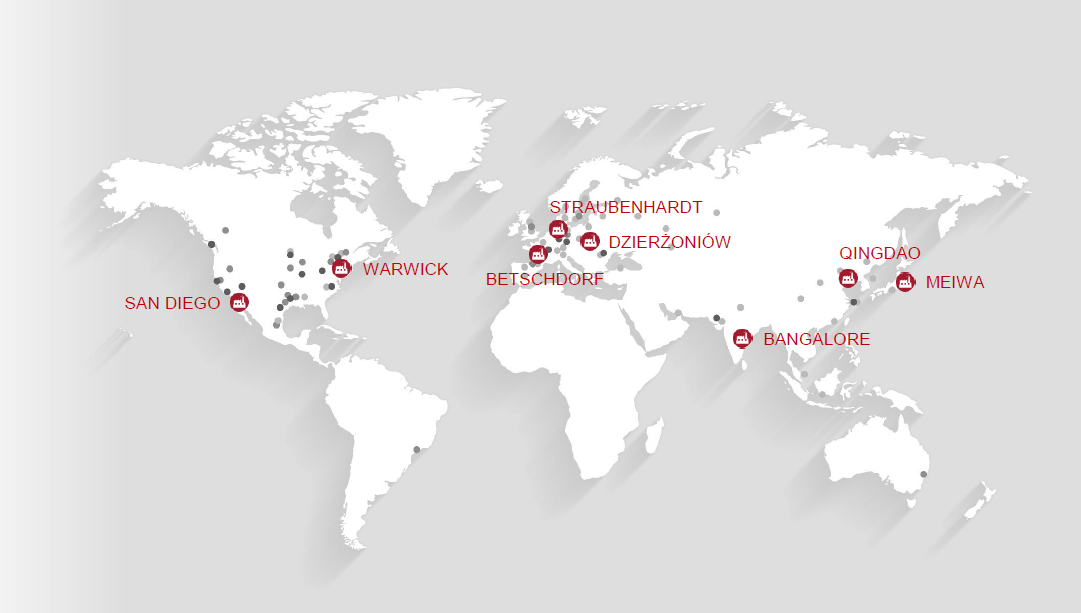 STRAUBENHARDT
DZIERŻONIÓW
QINGDAO
WARWICK
BETSCHDORF
MEIWA
SAN DIEGO
BANGALORE